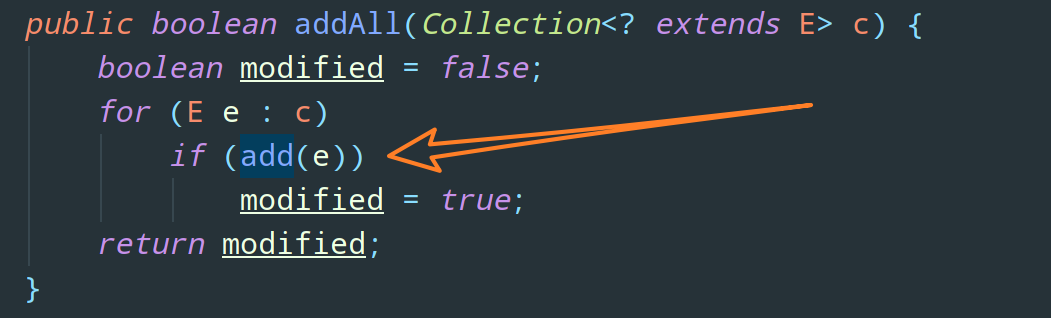 public boolean addAll(Collection<? extends E> c) {
boolean modified = false;
for (E e : c)
if (add(e))
modified = true;
return modified;
}